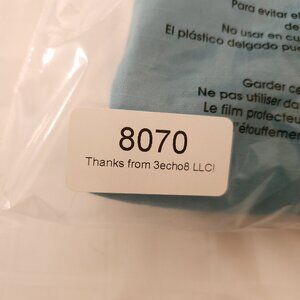 Para evitar el
de
No usar en cu
El plástico delgado pue
Garder ce
Ne pas utiliser da
Le film protecteu
étouffement
8070
Thanks from 3echo8 LLC!